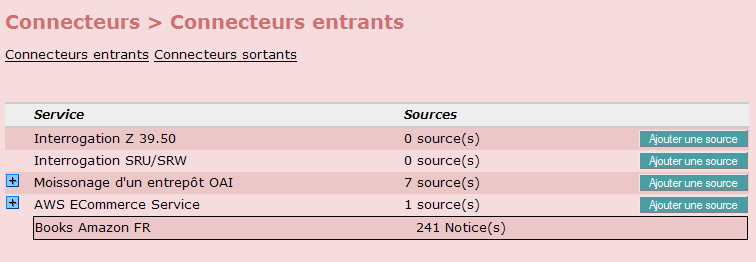 Connecteurs > Connecteurs entrants
Connecteurs entrants Connecteurs sortants
Service Sources
Interrogation Z 39.50 0 source(s) Ajouter une source
Interrogation SRU/SRW 0 source(s) Ajouter une source
Moissonage d'un entrepôt OAI 7 source(s) Ajouter une source
AWS ECommerce Service 1 source(s) Ajouter une source
Books Amazon FR 241 Notice(s)